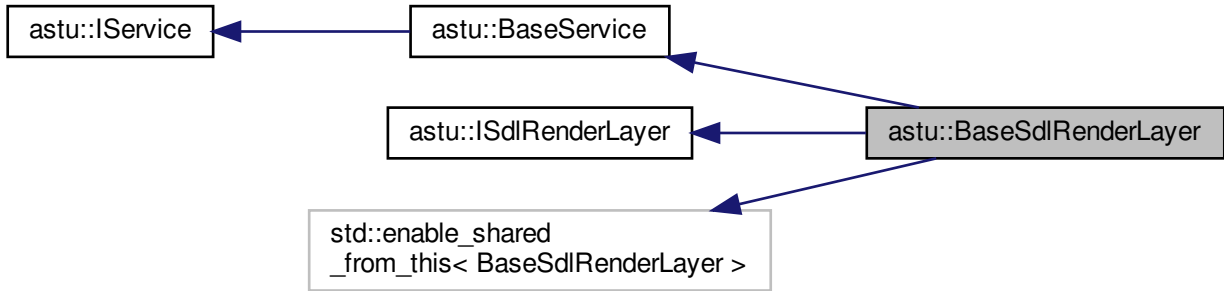 astu::IService
astu::BaseService
astu::ISdlRenderLayer
astu::BaseSdlRenderLayer
std::enable_shared
_from_this< BaseSdlRenderLayer >